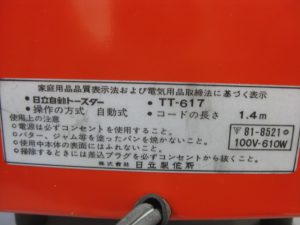 家庭用品品質表示法および電気用品取締法に基づく表示
●日立自動トースター ●TT-617
●操作の方式 自動式 ●コードの長さ 1.4m
使用上の注意
○電源は必ずコンセントを使用すること。
○バター、ジャム等を塗ったパンを焼かないこと。
○使用中本体の表面にはふれないこと。
○掃除するときには差込プラグを必ずコンセントから抜くこと。
81-8521
100V-610W
株式会社 日立製作所